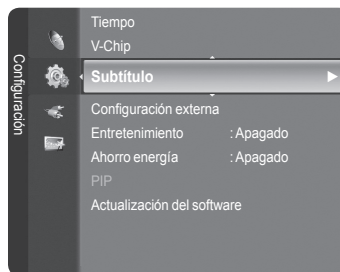 Configuración
Tiempo
V-Chip
Subtítulo
Configuración externa
Entretenimiento : Apagado
Ahorro energía : Apagado
PIP
Actualización del software